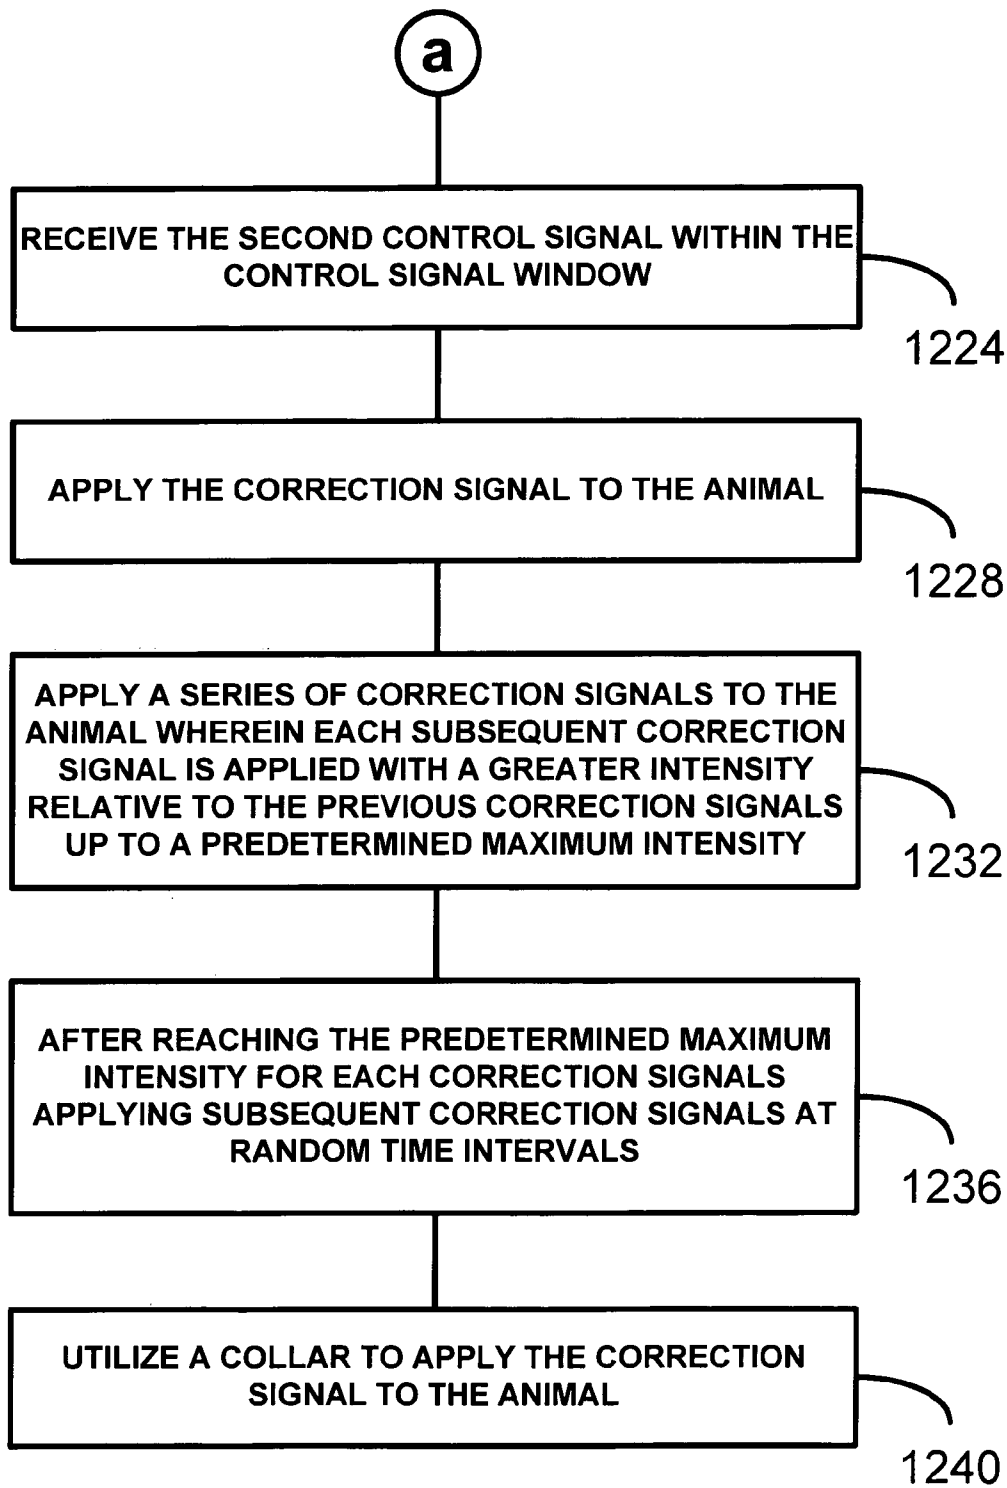 a
RECEIVE THE SECOND CONTROL SIGNAL WITHIN THE
CONTROL SIGNAL WINDOW
1224
APPLY THE CORRECTION SIGNAL TO THE ANIMAL
1228
APPLY A SERIES OF CORRECTION SIGNALS TO THE
ANIMAL WHEREIN EACH SUBSEQUENT CORRECTION
SIGNAL IS APPLIED WITH A GREATER INTENSITY
RELATIVE TO THE PREVIOUS CORRECTION SIGNALS
UP TO A PREDETERMINED MAXIMUM INTENSITY
1232
AFTER REACHING THE PREDETERMINED MAXIMUM
INTENSITY FOR EACH CORRECTION SIGNALS
APPLYING SUBSEQUENT CORRECTION SIGNALS AT
RANDOM TIME INTERVALS
1236
UTILIZE A COLLAR TO APPLY THE CORRECTION
SIGNAL TO THE ANIMAL
1240